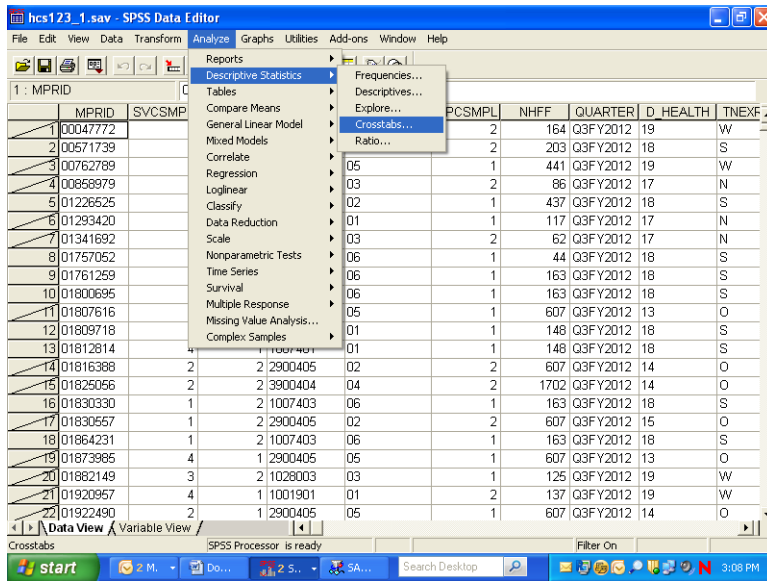 hcs123_1.sav - SPSS Data Editor
File Edit View Data Transform Analyze Graphs Utilities Add-ons Window Help
1 : MPRID
Reports
Descriptive Statistics
Tables
Compare Means
General Linear Model
Mixed Models
Correlate
Regression
Loglinear
Classify
Data Reduction
Scale
Nonparametric Tests
Time Series
Survival
Multiple Response
Missing Value Analysis...
Complex Samples
Frequencies...
Descriptives...
Explore...
Crosstabs...
Ratio...
MPRID SVCSMP PCSMPL NHFF QUARTER D_HEALTH TNEXR
1 00047772 2 164 Q3FY2012 19 W
2 00571739 2 203 Q3FY2012 18 S
3 00762789 05 1 441 Q3FY2012 19 W
4 00858979 03 2 86 Q3FY2012 17 N
5 01226525 02 1 437 Q3FY2012 18 S
6 01293420 01 1 117 Q3FY2012 17 N
7 01341692 03 2 62 Q3FY2012 17 N
8 01757052 06 1 44 Q3FY2012 18 S
9 01761259 06 1 163 Q3FY2012 18 S
10 01800695 06 1 163 Q3FY2012 18 S
11 01807616 05 1 607 Q3FY2012 13 O
12 01809718 01 1 148 Q3FY2012 18 S
13 01812814 4 1 1007401 01 1 148 Q3FY2012 18 S
14 01816388 2 2 2900405 02 2 607 Q3FY2012 14 O
15 01825056 2 2 3900404 04 2 1702 Q3FY2012 14 O
16 01830330 1 2 1007403 06 1 163 Q3FY2012 18 S
17 01830557 1 2 2900405 02 2 607 Q3FY2012 15 O
18 01864231 1 2 1007403 06 1 163 Q3FY2012 18 S
19 01873985 4 1 2900405 05 1 607 Q3FY2012 13 O
20 01882149 3 2 1028003 03 1 125 Q3FY2012 19 W
21 01920957 4 1 1001901 01 2 137 Q3FY2012 19 W
22 01922490 2 1 2900405 05 1 607 Q3FY2012 14 O
Data View Variable View
Crosstabs SPSS Processor is ready Filter On
start 2 M. Do... 2 S.. SA... Search Desktop N 3:08 PM